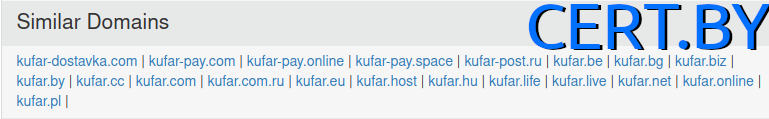 Similar Domains
CERT.BY
kufar-dostavka.com | kufar-pay.com | kufar-pay.online | kufar-pay.space | kufar-post.ru | kufar.be | kufar.bg | kufar.biz |
kufar.by | kufar.cc | kufar.com | kufar.com.ru | kufar.eu | kufar.host | kufar.hu | kufar.life | kufar.live | kufar.net | kufar.online |
kufar.pl |